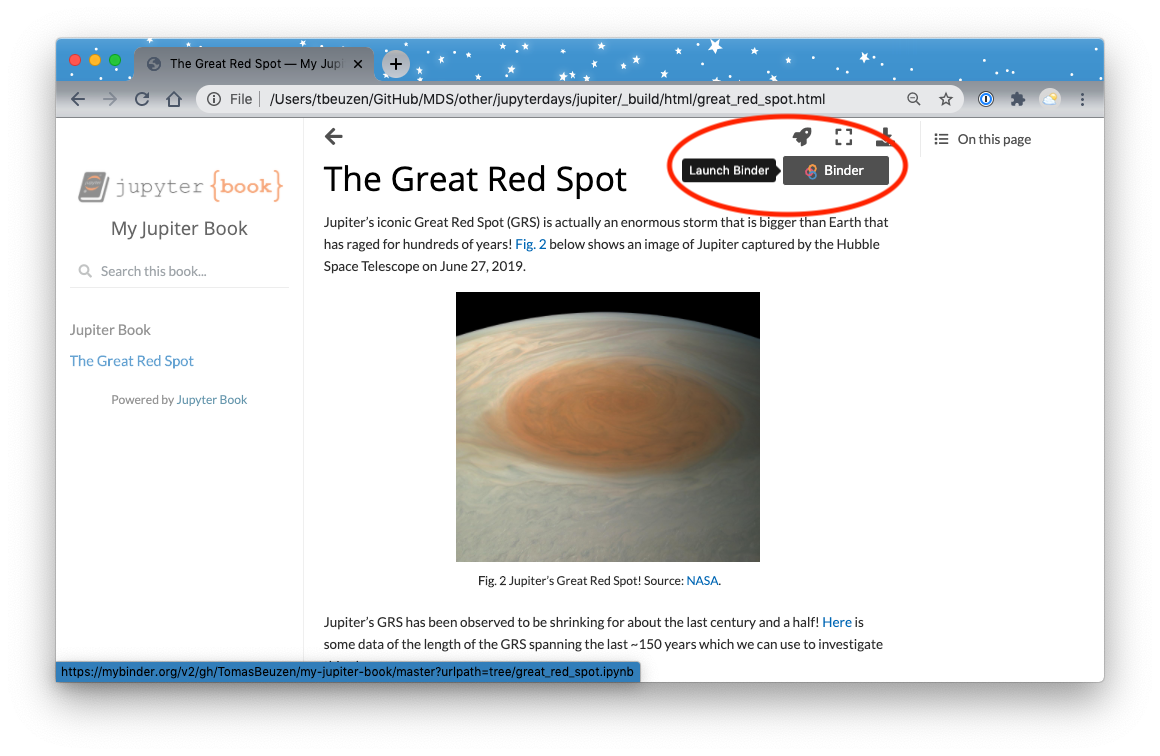 The Great Red Spot — My Jupi
File
/Users/tbeuzen/GitHub/MDS/other/jupyterdays/jupiter/_build/html/great_red_spot.html
jupyter {book}
My Jupiter Book
Search this book...
Jupiter Book
The Great Red Spot
Powered by Jupyter Book
Launch Binder
Binder
On this page
The Great Red Spot
Jupiter’s iconic Great Red Spot (GRS) is actually an enormous storm that is bigger than Earth that
has raged for hundreds of years! Fig. 2 below shows an image of Jupiter captured by the Hubble
Space Telescope on June 27, 2019.
Fig. 2 Jupiter’s Great Red Spot! Source: NASA.
Jupiter’s GRS has been observed to be shrinking for about the last century and a half! Here is
some data of the length of the GRS spanning the last ~150 years which we can use to investigate
https://mybinder.org/v2/gh/TomasBeuzen/my-jupiter-book/master?urlpath=tree/great_red_spot.ipynb